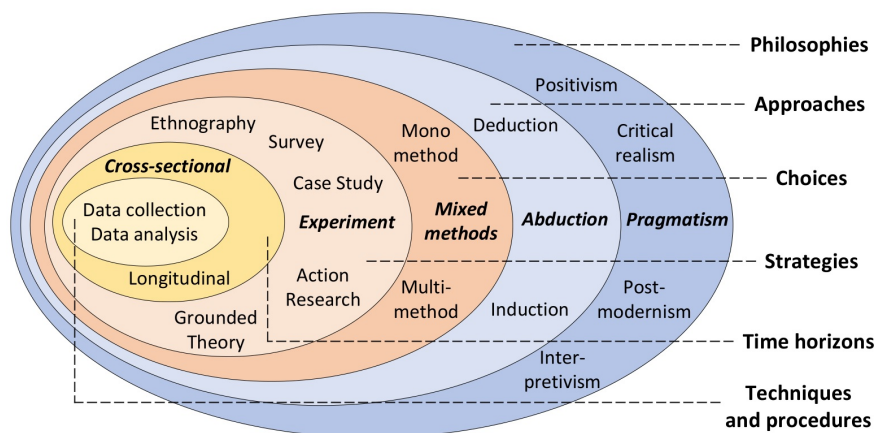 Philosophies
Positivism
Approaches
Deduction
Ethnography
Mono
method
Critical
realism
Survey
Cross-sectional
Case Study
Choices
Data collection
Data analysis
Experiment
Mixed
methods
Abduction
Pragmatism
Strategies
Longitudinal
Action
Research
Multi-
method
Induction
Post-
modernism
Grounded
Theory
Time horizons
Inter-
pretivism
Techniques
and procedures